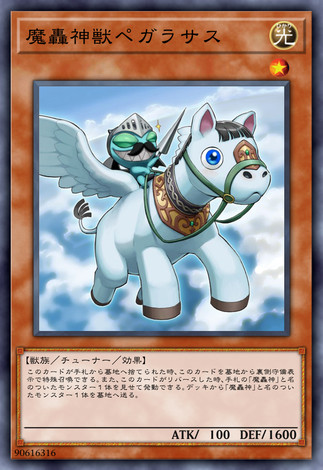 魔轟神獣ペガラサス
光
【獣族／チューナー／効果】
このカードが手札から墓地へ捨てられた時、このカードを墓地から裏側守備表
示で特殊召喚できる。また、このカードがリバースした時、手札の「魔轟神」と名
のついたモンスター１体を見せて発動できる。デッキから「魔轟神」と名のつい
たモンスター１体を墓地へ送る。
ATK/ 100 DEF/1600
90616316